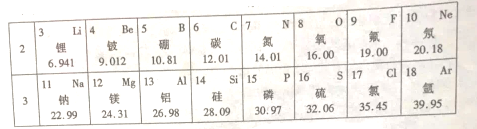 2 3 Li 4 Be 5 B 6 C 7 N 8 O 9 F 10 Ne
锂 铍 硼 碳 氮 氧 氟 氖
6.941 9.012 10.81 12.01 14.01 16.00 19.00 20.18
3 11 Na 12 Mg 13 Al 14 Si 15 P 16 S 17 Cl 18 Ar
钠 镁 铝 硅 磷 硫 氯 氩
22.99 24.31 26.98 28.09 30.97 32.06 35.45 39.95